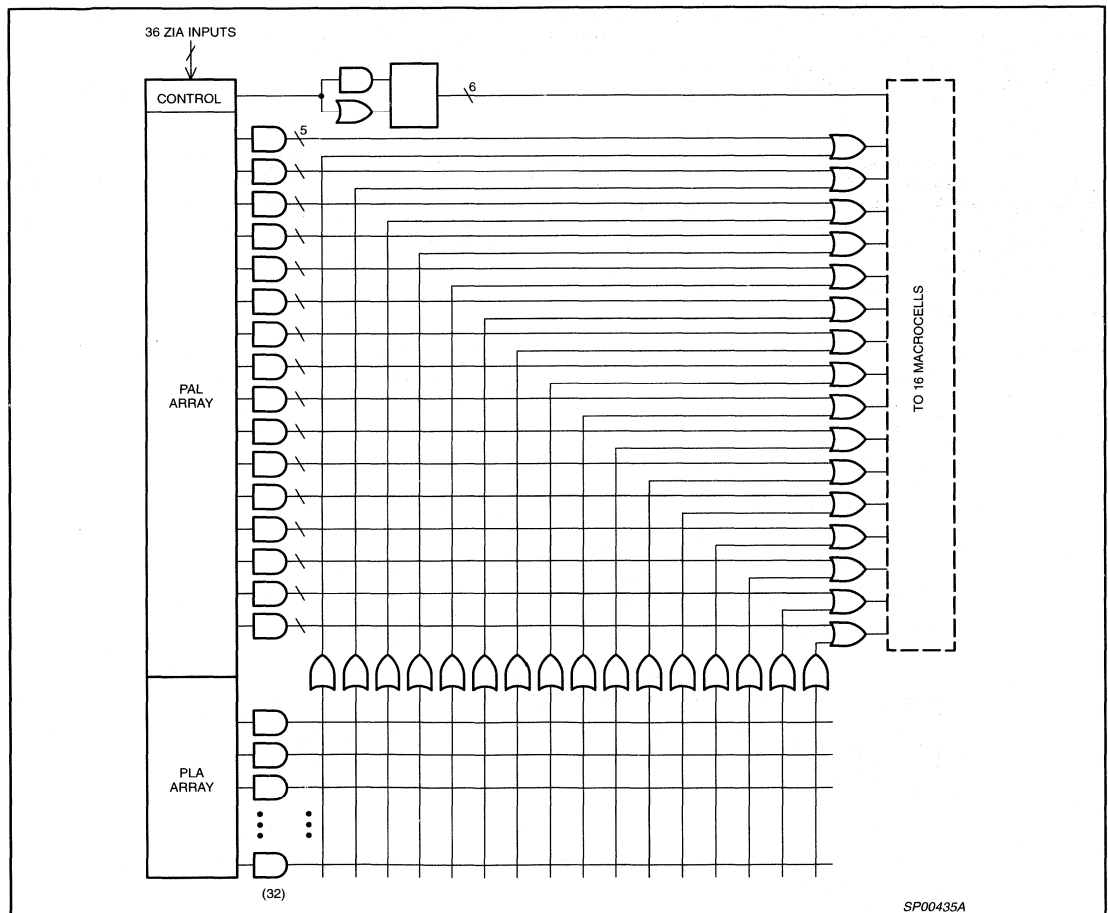 36 ZIA INPUTS
CONTROL
6
5
PAL
ARRAY
TO 16 MACROCELLS
PLA
ARRAY
(32)
SP00435A